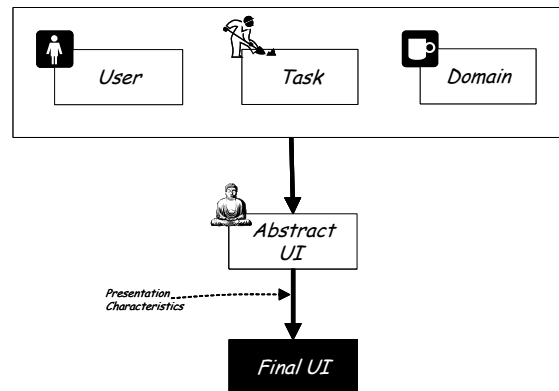 User
Task
Domain
Abstract
UI
Presentation
Characteristics
Final UI